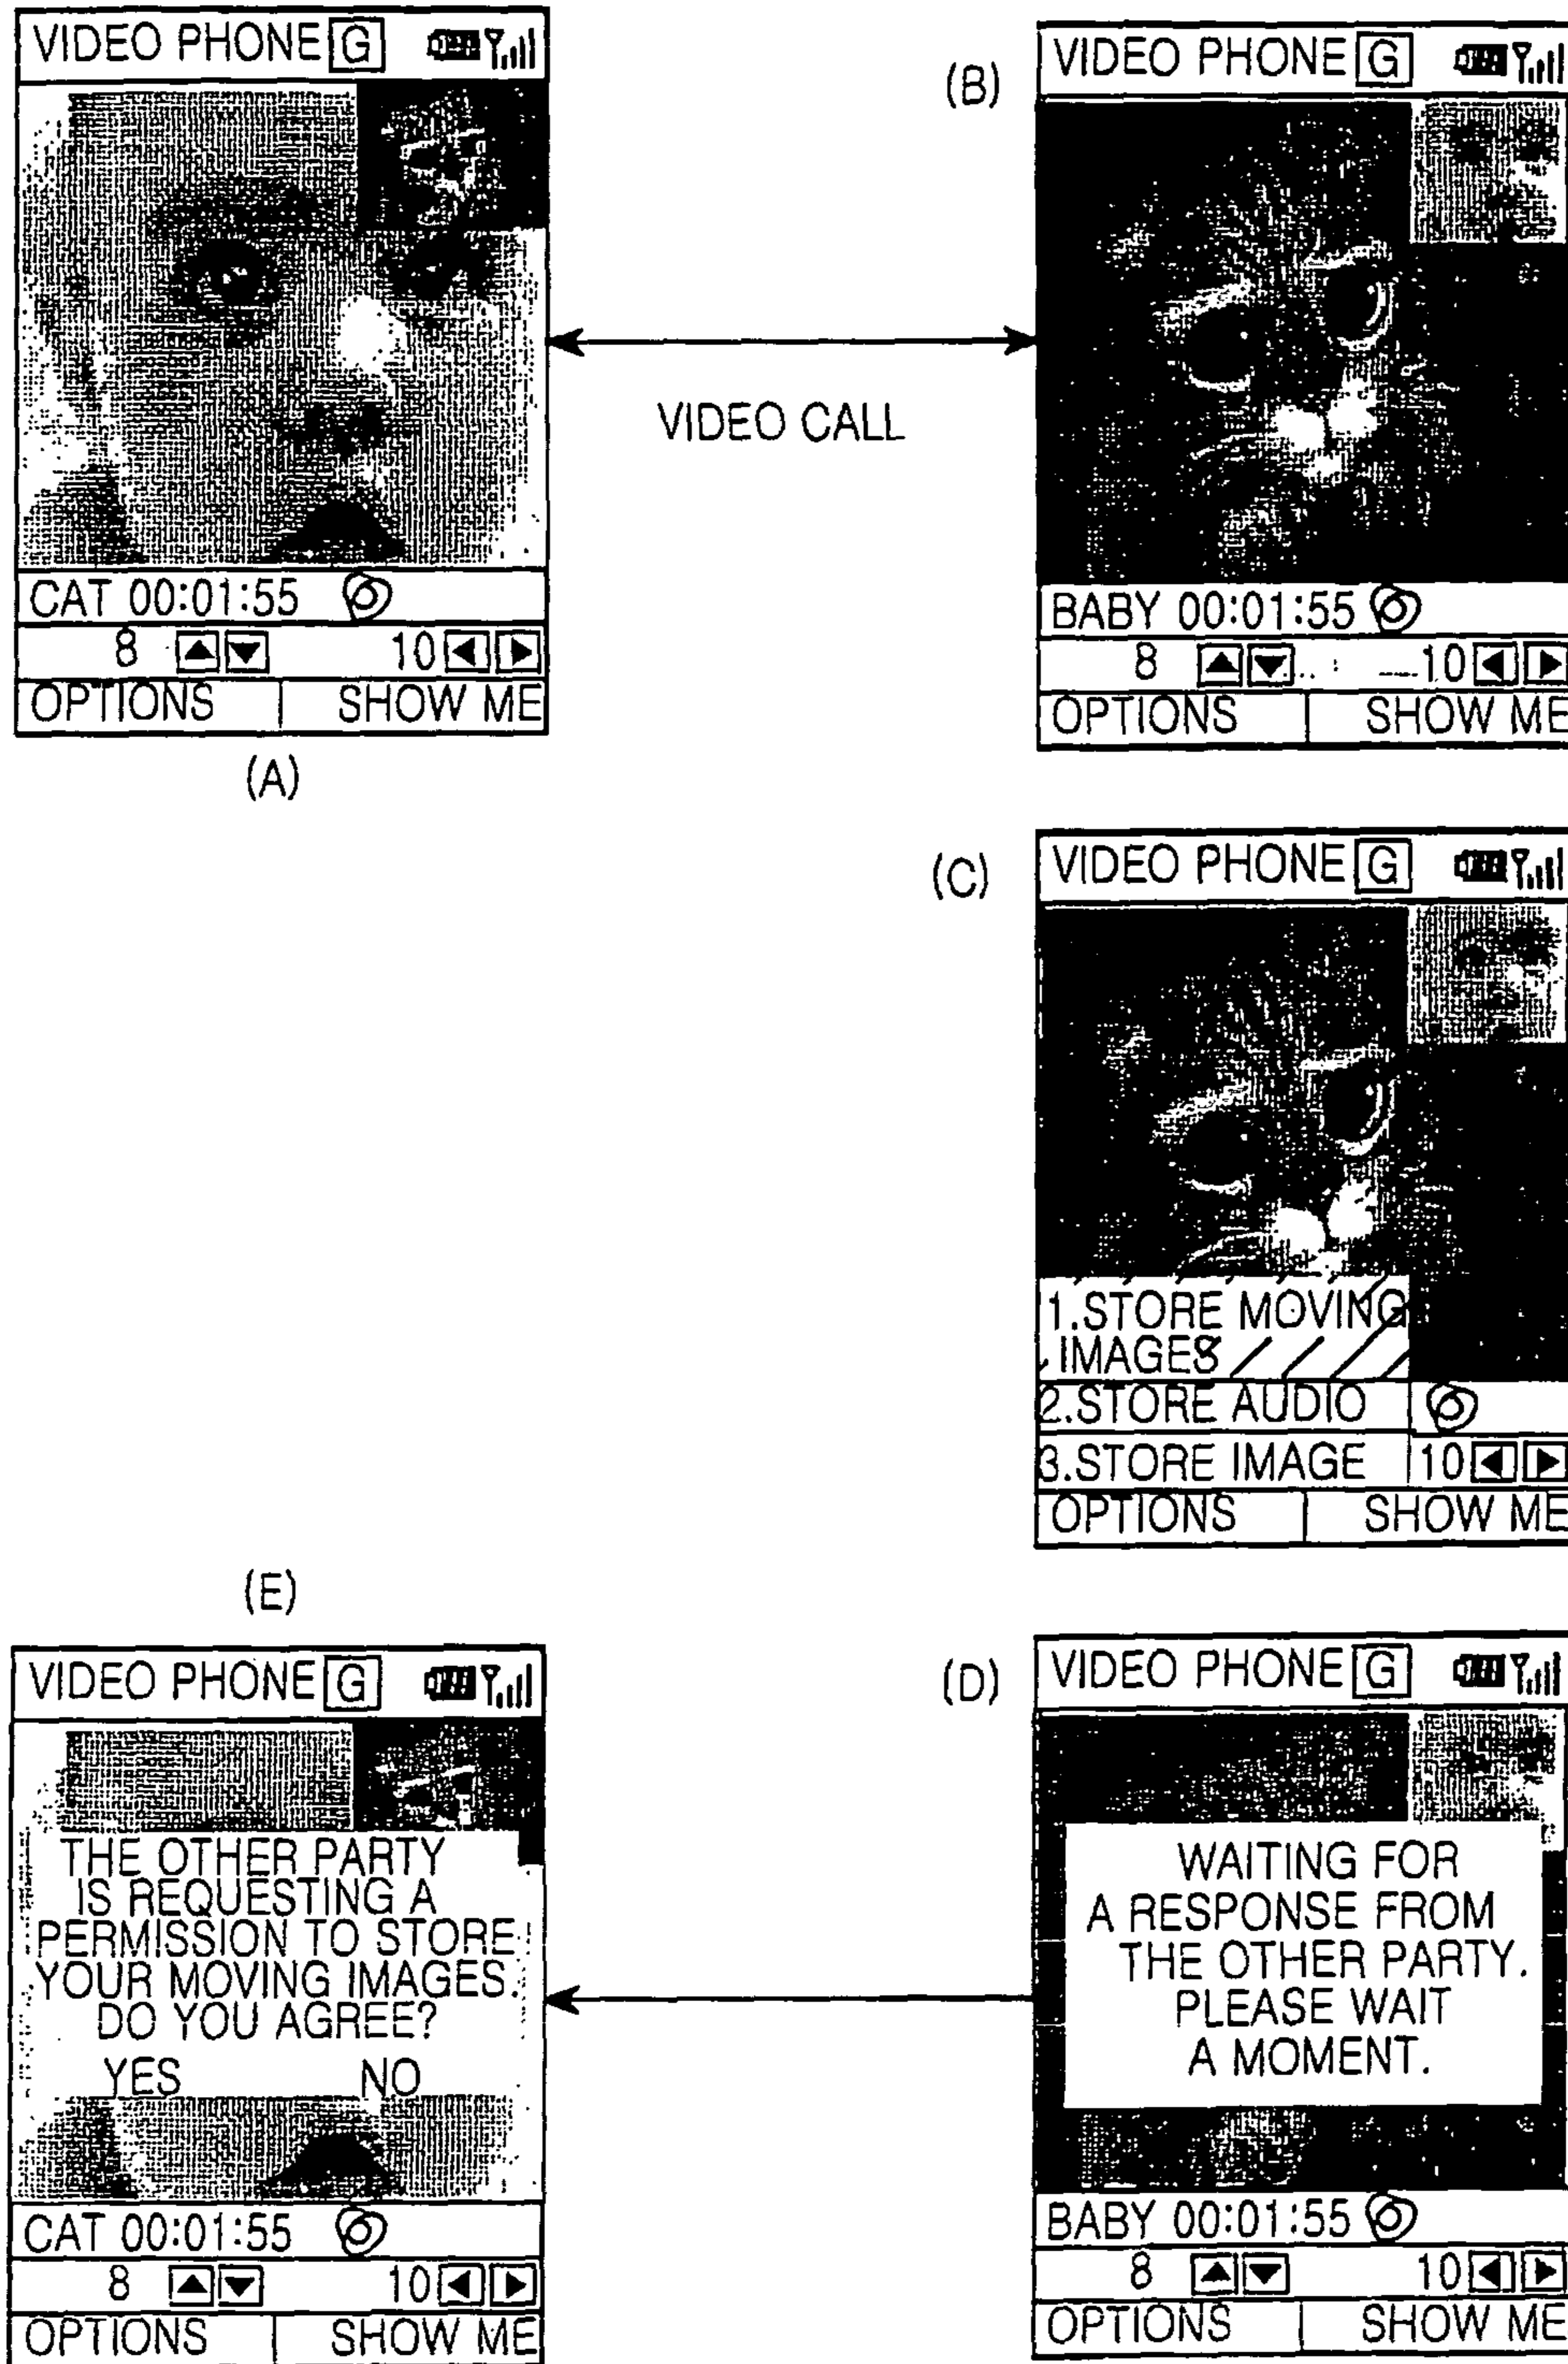 VIDEO PHONE G
CAT 00:01:55
8 10
OPTIONS SHOW ME
(A)
VIDEO CALL
(B)
VIDEO PHONE G
BABY 00:01:55
8 10
OPTIONS SHOW ME
(C)
VIDEO PHONE G
1.STORE MOVING
IMAGES
2.STORE AUDIO
3.STORE IMAGE 10
OPTIONS SHOW ME
(E)
VIDEO PHONE G
THE OTHER PARTY
IS REQUESTING A
PERMISSION TO STORE
YOUR MOVING IMAGES.
DO YOU AGREE?
YES NO
CAT 00:01:55
8 10
OPTIONS SHOW ME
(D)
VIDEO PHONE G
WAITING FOR
A RESPONSE FROM
THE OTHER PARTY.
PLEASE WAIT
A MOMENT.
BABY 00:01:55
8 10
OPTIONS SHOW ME